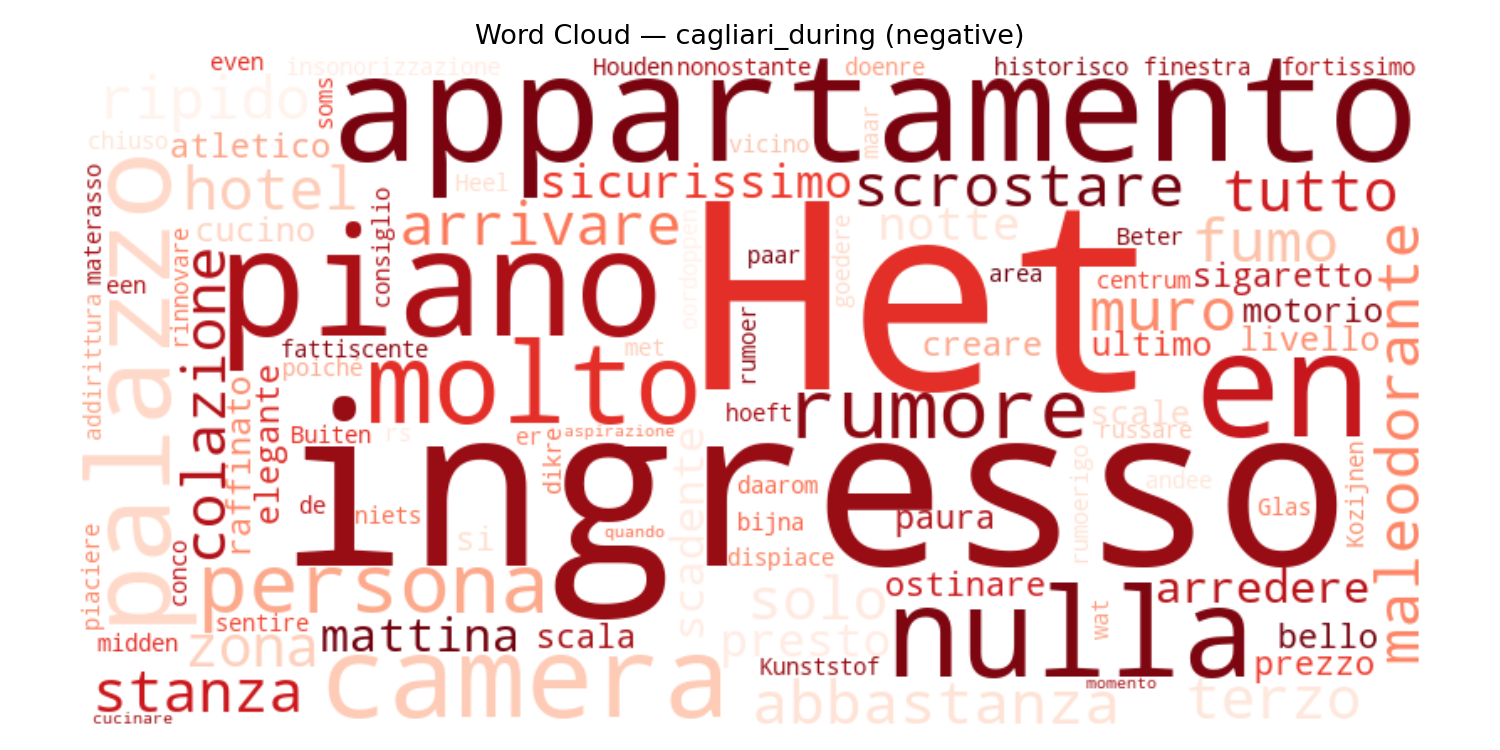 Word Cloud — cagliari_during (negative)
even
insonorizzazione
Houden
nonostante
doenre
historisco
finestra
fortissimo
ripido
soms
appartamento
chiuso
atletico
vicino
maar
materasso
palazzo
hotel
Heel
sicurissimo
scrostare
tutto
cucino
consiglio
arrivare
oordoppen
Het
goedere
notte
Beter
fumo
maleodorante
een
rinnovare
colazione
piano
paar
area
centrum
sigaretto
addirittura
muro
motorio
fattiscente
rumoer
met
creare
ultimo
livello
poiché
molto
en
raffinato
elegante
hoeft
rumore
scale
russare
Buiten
rs
er
aspirazione
dikre
scadente
ingresso
rumoerigo
andee
Kozijnen
de
niets
daarom
bijna
paura
Glas
quando
si
dispiace
piaciere
conco
persona
solo
ostinare
nulla
wat
arredere
sentire
midden
zona
mattina
scala
presto
bello
Kunststof
prezzo
stanza
camera
momento
abbastanza
terzo
cucinare